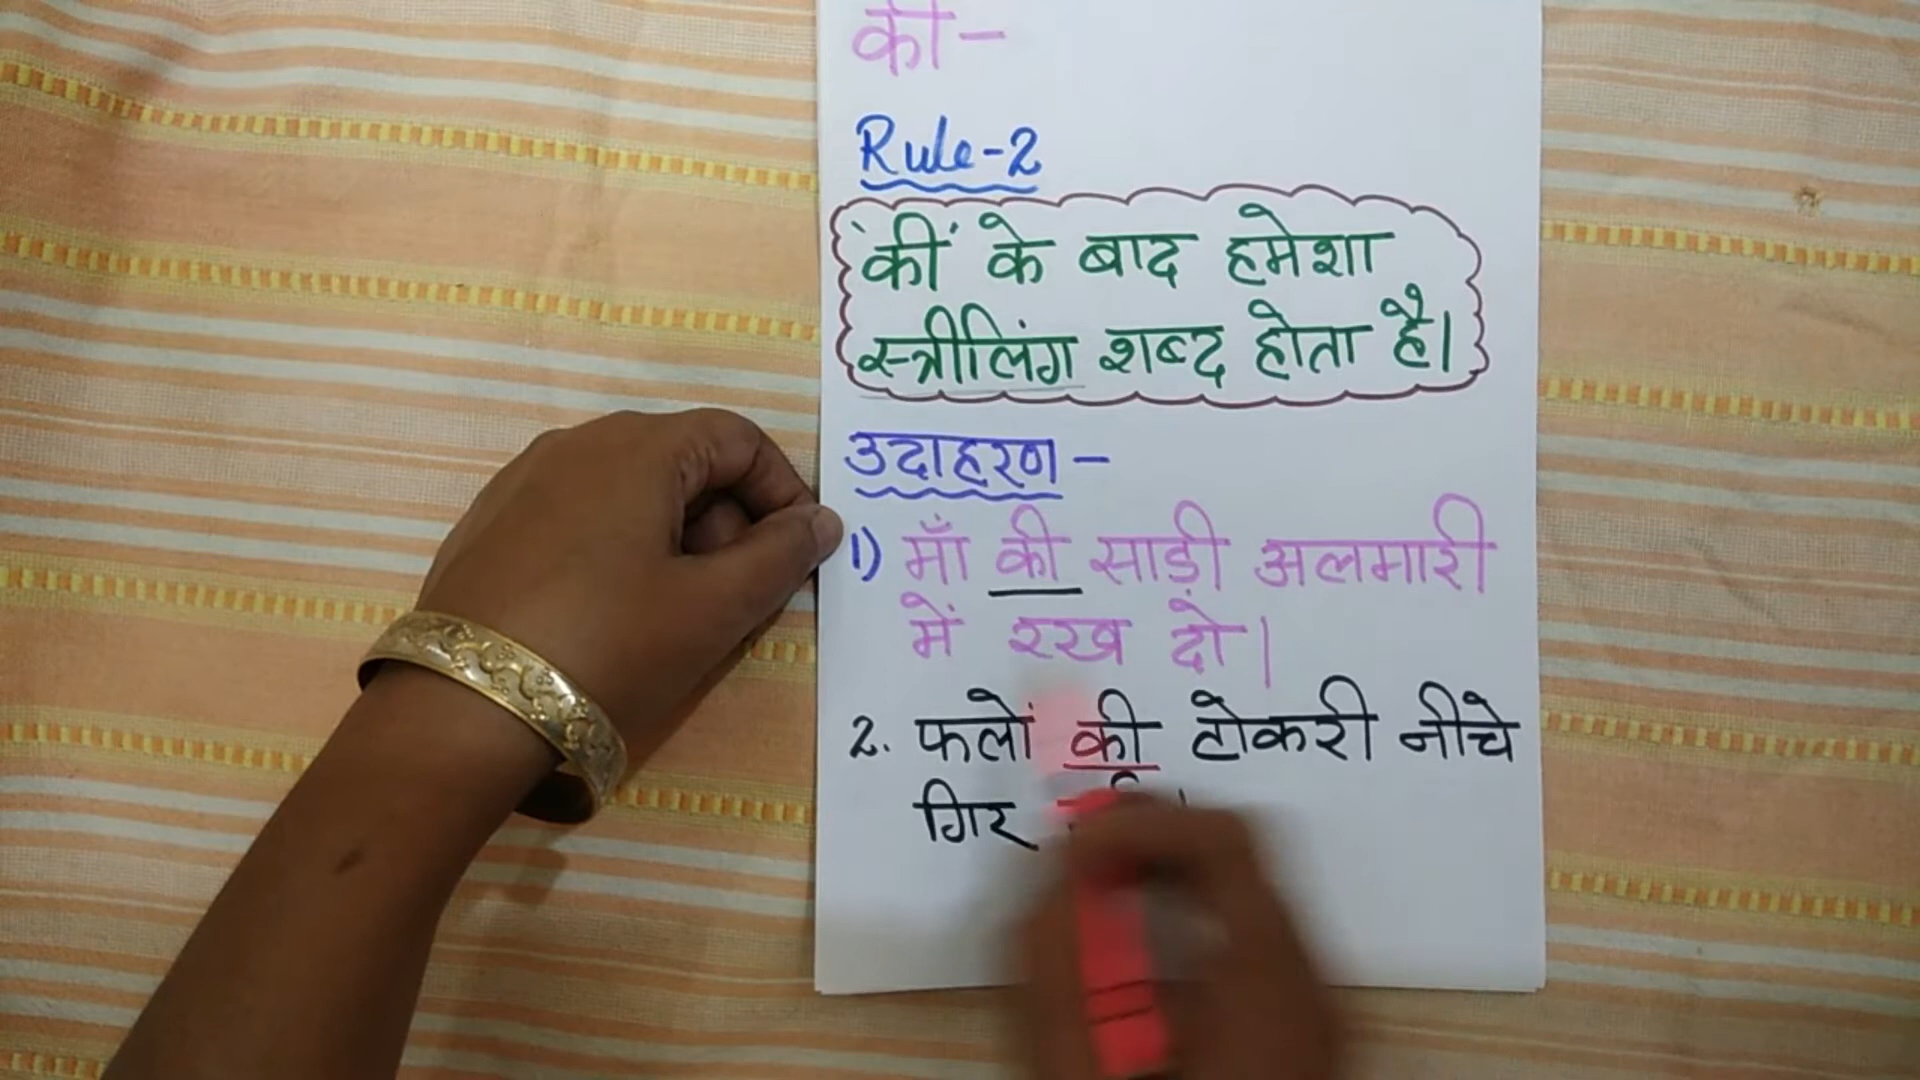 की-
Rule-2
'की' के बाद हमेशा
स्त्रीलिंग शब्द होता है।
उदाहरण -
1) माँ की साड़ी अलमारी
में रख दो।
2. फलों की टोकरी नीचे
गिर